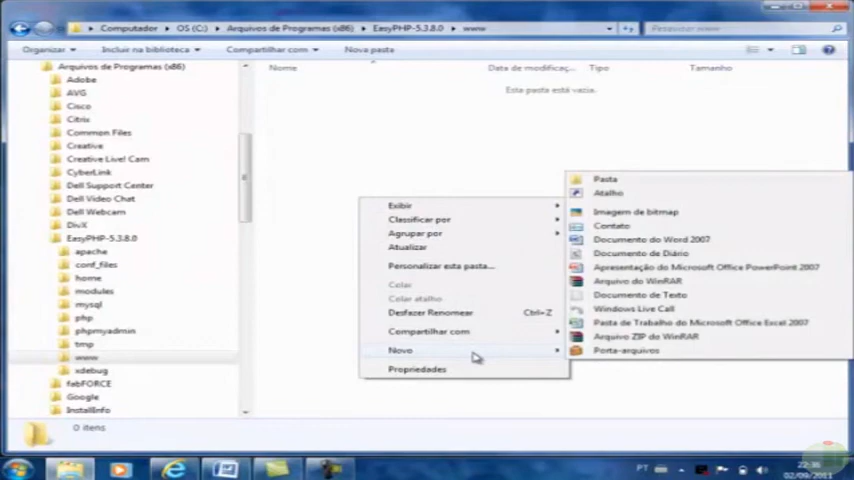 Computador ▸ OS (C:) ▸ Arquivos de Programas (x86) ▸ EasyPHP-5.3.8.0 ▸ www
Pesquisar www
Organizar
Incluir na biblioteca
Compartilhar com
Nova pasta
Arquivos de Programas (x86)
Adobe
AVG
Cisco
Citrix
Common Files
Creative
Creative Live! Cam
CyberLink
Dell Support Center
Dell Video Chat
Dell Webcam
DivX
EasyPHP-5.3.8.0
apache
conf_files
home
modules
mysql
php
phpmyadmin
tmp
www
xdebug
fabFORCE
Google
InstallInfo
Nome
Data de modificaç...
Tipo
Tamanho
Esta pasta está vazia.
Exibir
Classificar por
Agrupar por
Atualizar
Personalizar esta pasta...
Colar
Colar atalho
Desfazer Renomear Ctrl+Z
Compartilhar com
Novo
Propriedades
Pasta
Atalho
Imagem de bitmap
Contato
Documento do Word 2007
Documento de Diário
Apresentação do Microsoft Office PowerPoint 2007
Arquivo do WinRAR
Documento de Texto
Windows Live Call
Pasta de Trabalho do Microsoft Office Excel 2007
Arquivo ZIP do WinRAR
Porta-arquivos
0 itens
PT
22:36
02/09/2011